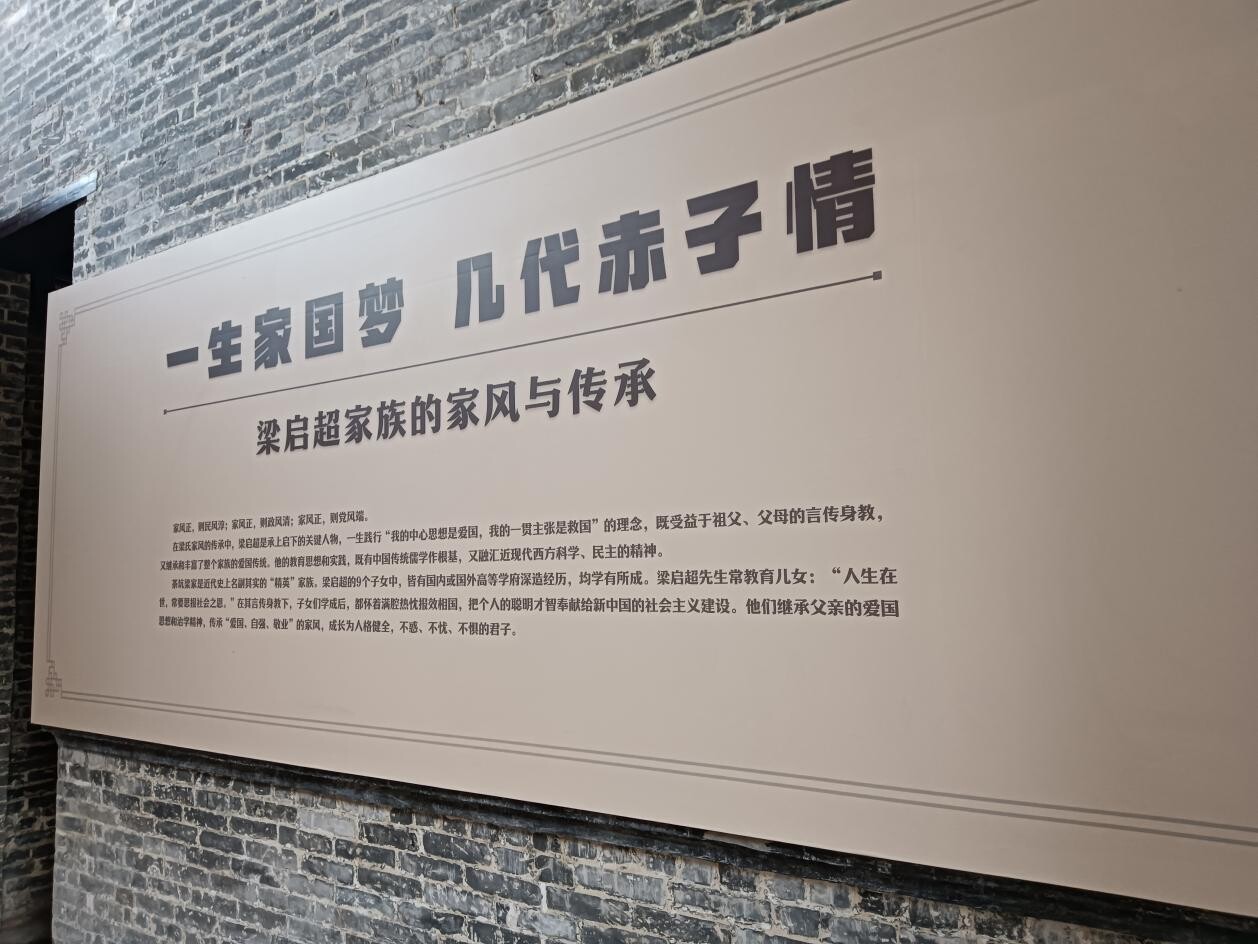 一生家国梦 几代赤子情
梁启超家族的家风与传承
家风正，则民风淳；家风正，则政风清；家风正，则党风端。
在梁氏家风的传承中，梁启超是承上启下的关键人物，一生践行“我的中心思想是爱国，我的一贯主张是救国”的理念，既受益于祖父、父母的言传身教，
又继承和丰富了整个家族的爱国传统。他的教育思想和实践，既有中国传统儒学作根基，又融汇近现代西方科学、民主的精神。
茶坑梁家是近代史上名副其实的“精英”家族。梁启超的9个子女中，皆有国内或国外高等学府深造经历，均学有所成。梁启超先生常教育儿女：“人生在
世，常要思报社会之恩。”在其言传身教下，子女们学成后，都怀着满腔热忱报效祖国，把个人的聪明才智奉献给新中国的社会主义建设。他们继承父亲的爱国
思想和治学精神，传承“爱国、自强、敬业”的家风，成长为人格健全，不惑、不忧、不惧的君子。